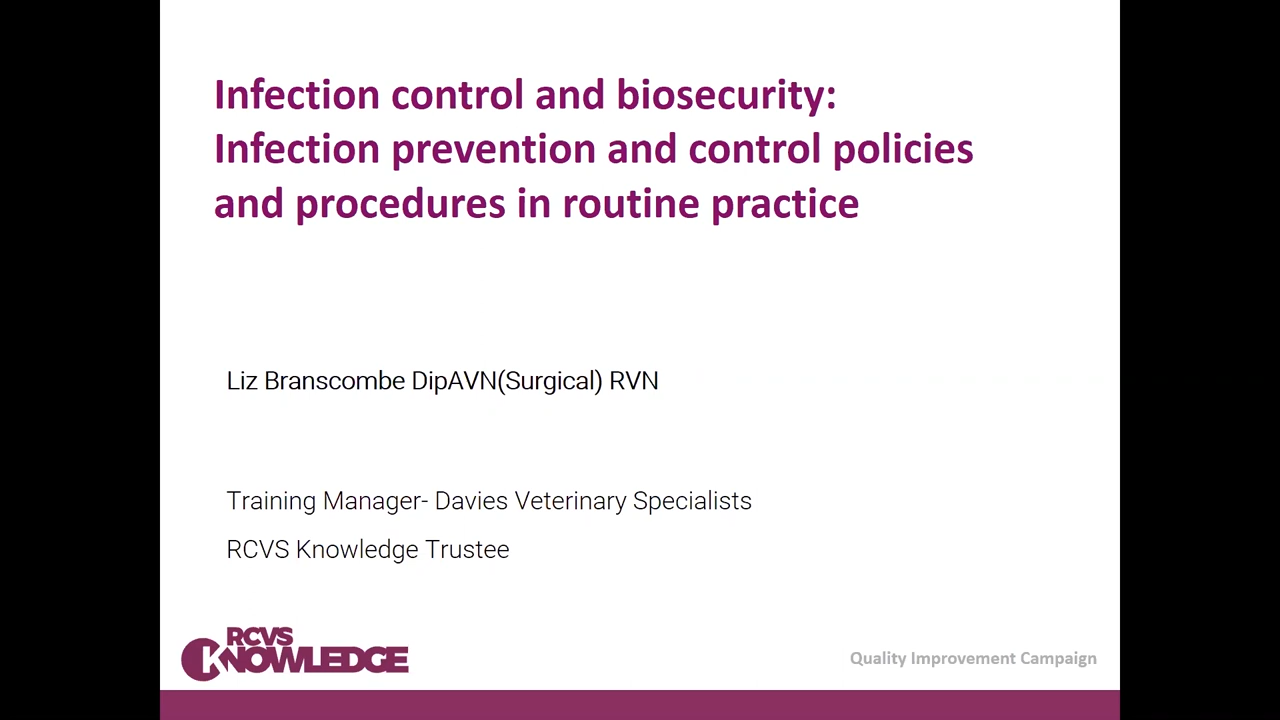 Infection control and biosecurity:
Infection prevention and control policies
and procedures in routine practice
Liz Branscombe DipAVN(Surgical) RVN
Training Manager- Davies Veterinary Specialists
RCVS Knowledge Trustee
RCVS
KNOWLEDGE
Quality Improvement Campaign